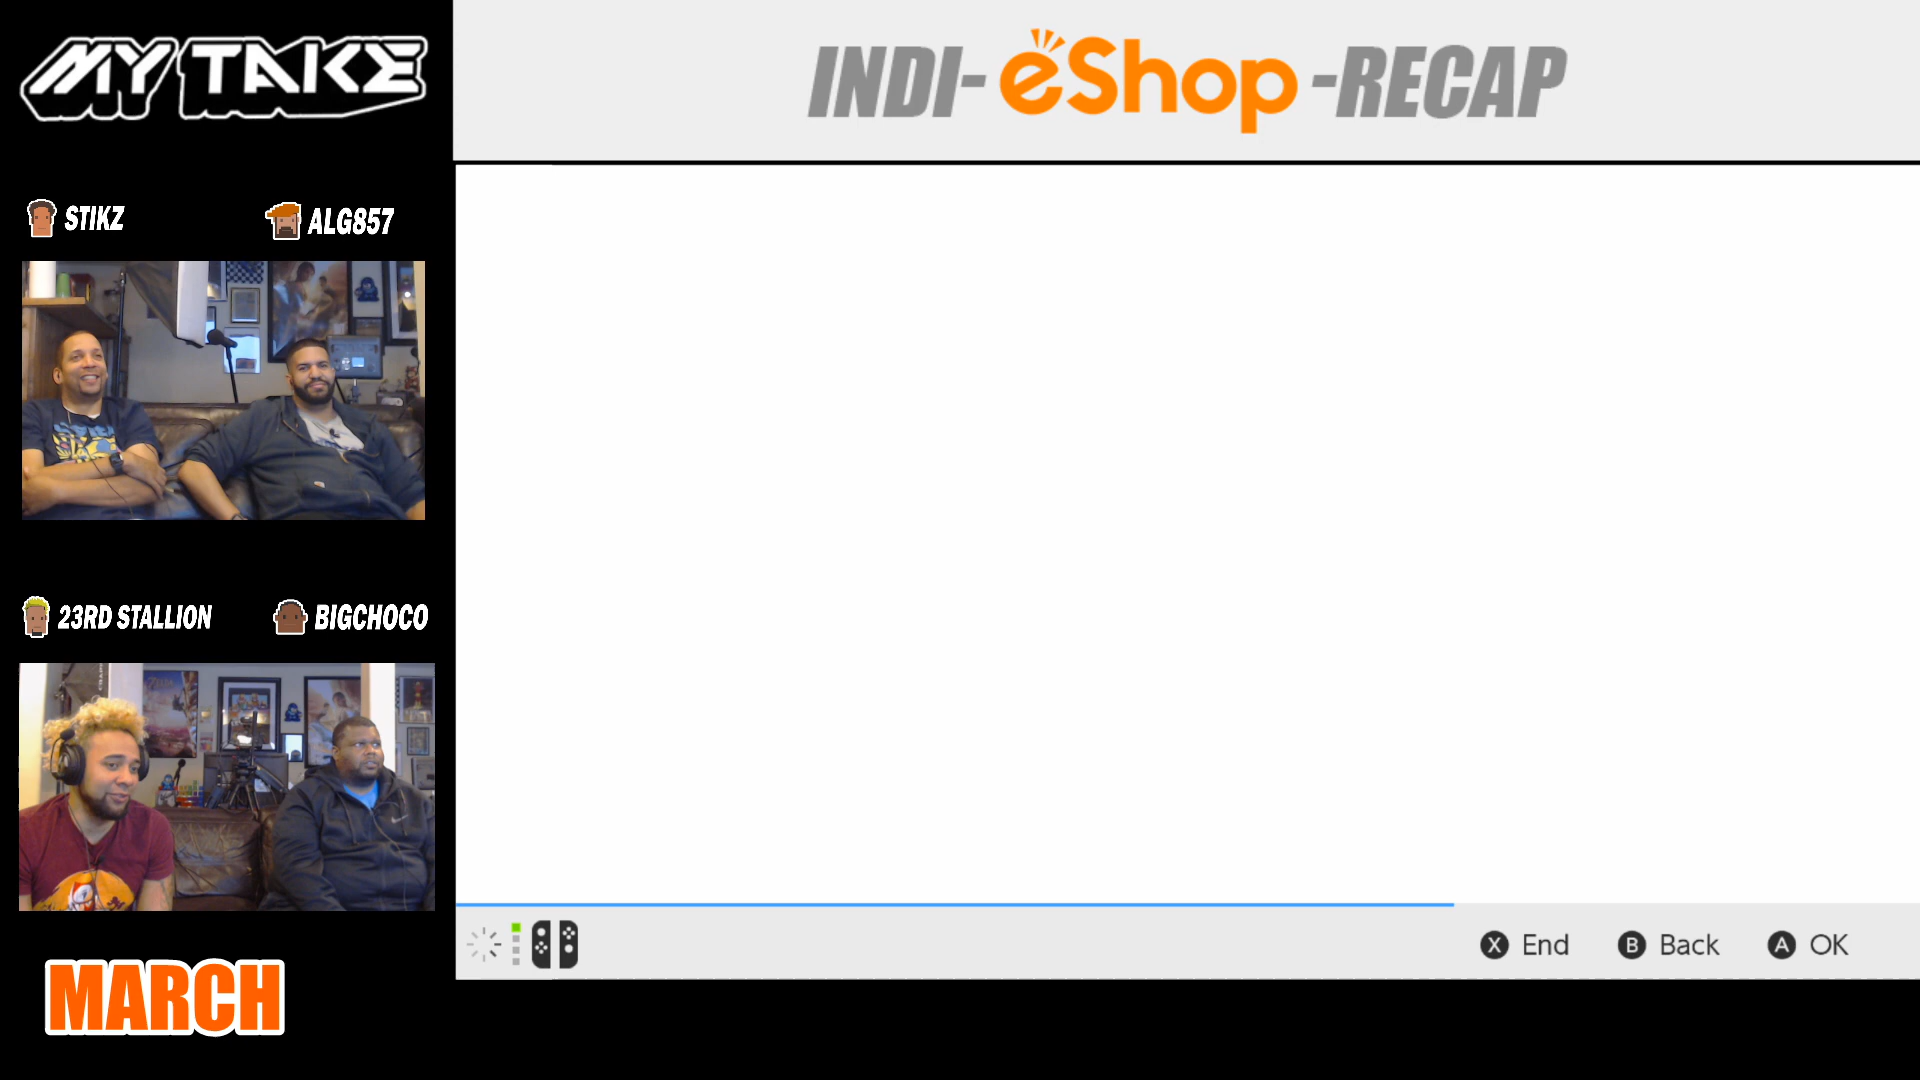 MY TAKE
INDI-eShop-RECAP
STIKZ
ALG857
23RD STALLION
BIGCHOCO
X End
B Back
A OK
MARCH